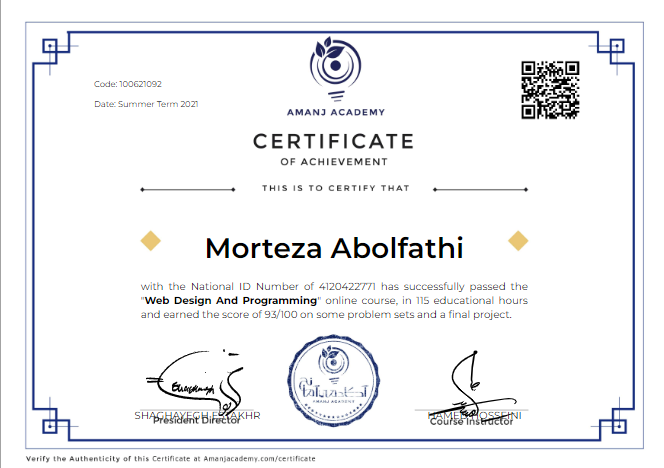 Code: 100621092
Date: Summer Term 2021
AMANJ ACADEMY
CERTIFICATE
OF ACHIEVEMENT
THIS IS TO CERTIFY THAT
Morteza Abolfathi
with the National ID Number of 4120422771 has successfully passed the
"Web Design And Programming" online course, in 115 educational hours
and earned the score of 93/100 on some problem sets and a final project.
AMANJ ACADEMY
SHAGHAYEGH
President Director
HAMED HOSSEINI
Course Instructor
Verify the Authenticity of this Certificate at Amanjacademy.com/certificate